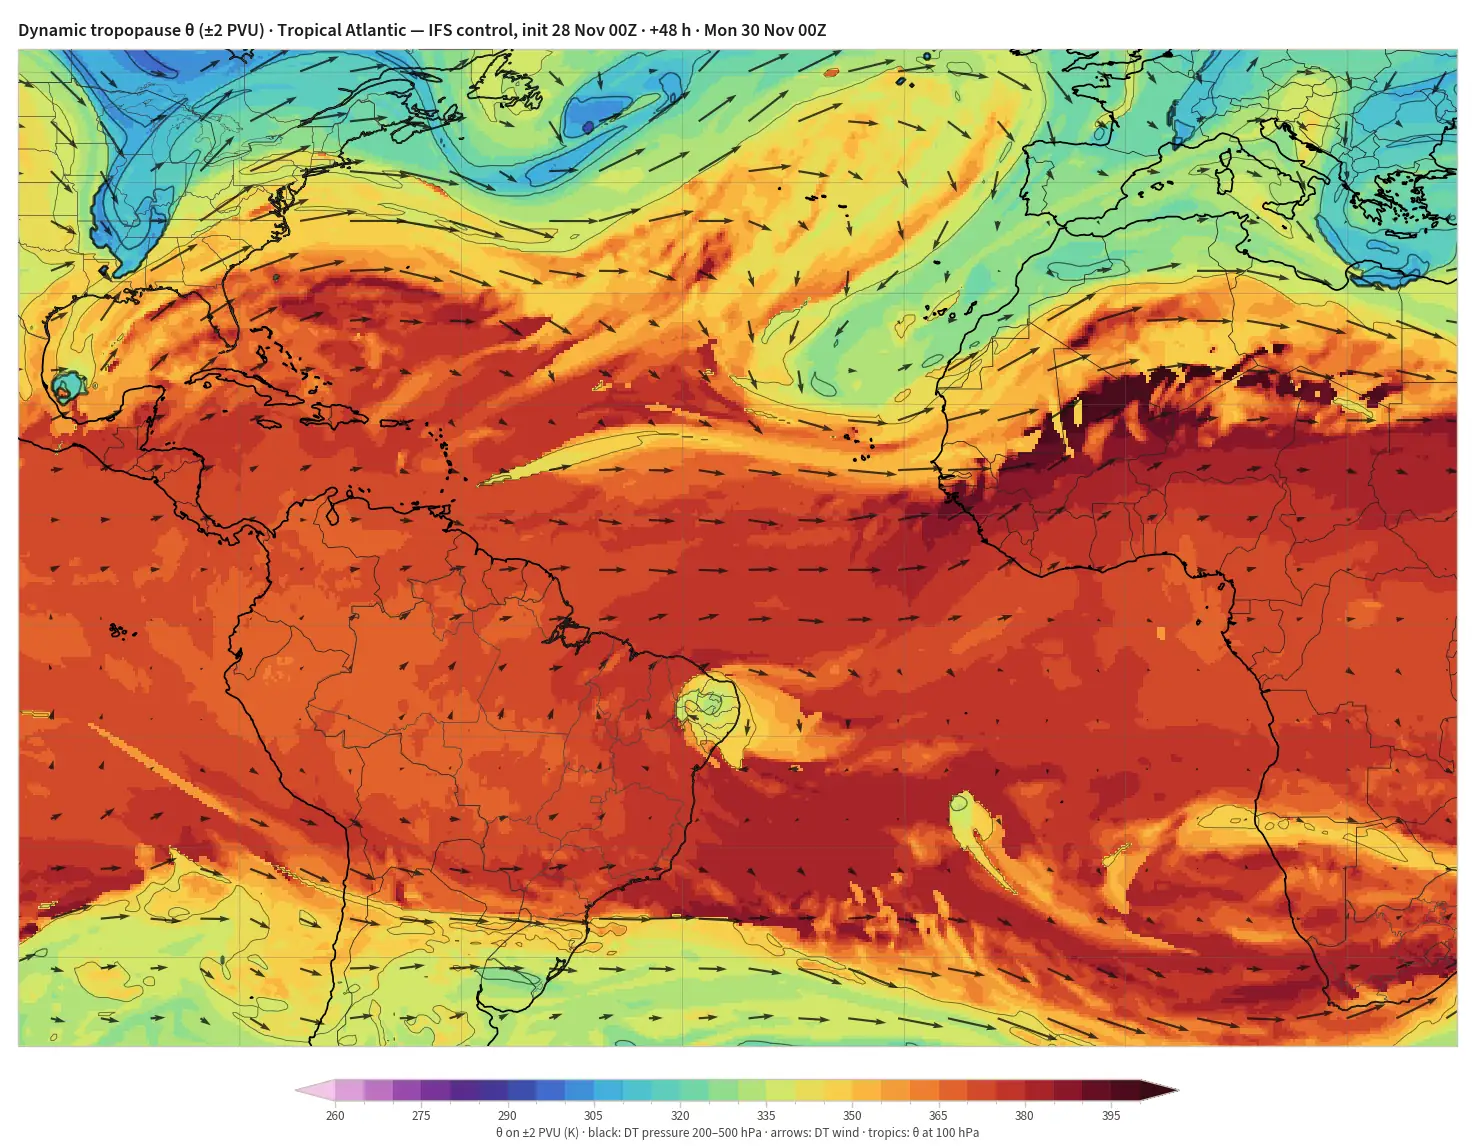 Dynamic tropopause θ (±2 PVU) · Tropical Atlantic — IFS control, init 28 Nov 00Z · +48 h · Mon 30 Nov 00Z
260 275 290 305 320 335 350 365 380 395
θ on ±2 PVU (K) · black: DT pressure 200–500 hPa · arrows: DT wind · tropics: θ at 100 hPa